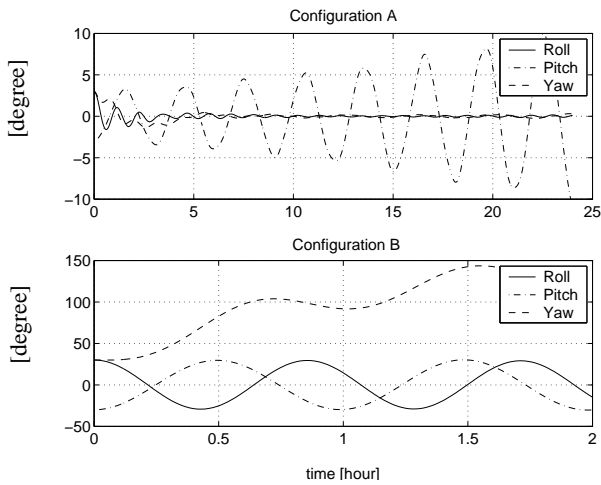 Configuration A
[degree]
10
5
0
-5
-10
0 5 10 15 20 25
Roll
Pitch
Yaw
Configuration B
[degree]
150
100
50
0
-50
0 0.5 1 1.5 2
Roll
Pitch
Yaw
time [hour]